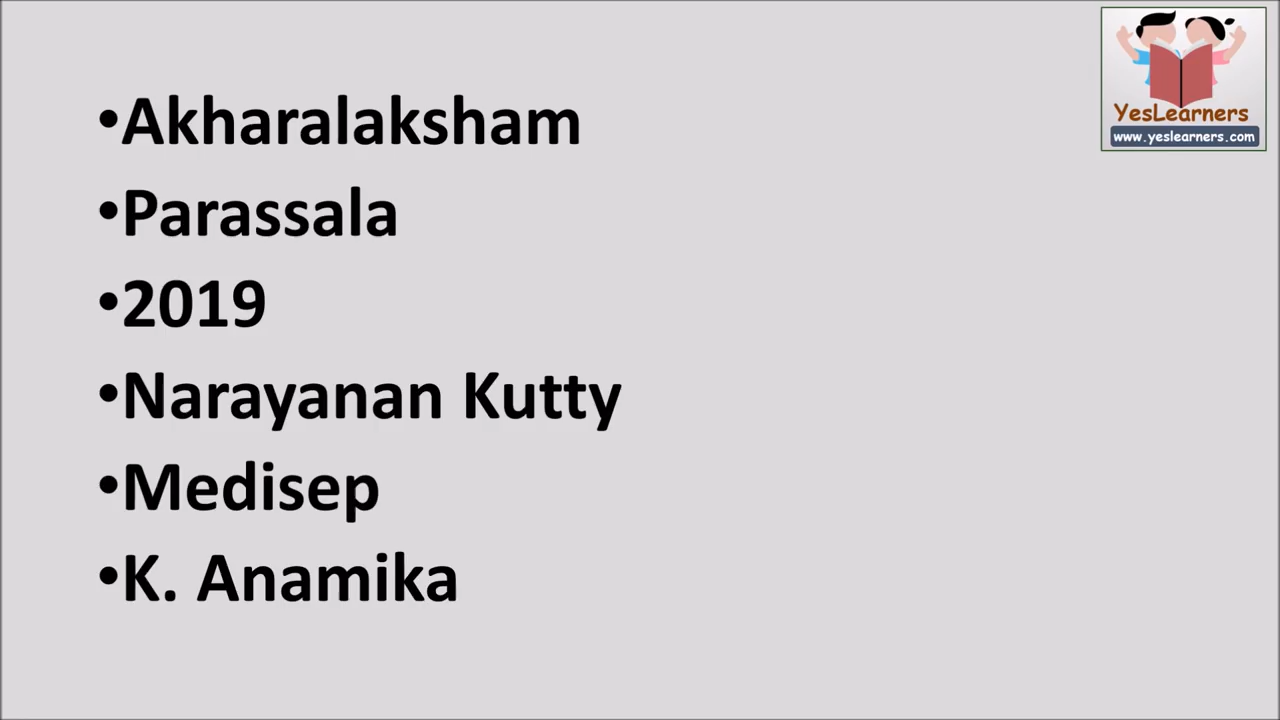 •Akharalaksham
•Parassala
•2019
•Narayanan Kutty
•Medisep
•K. Anamika
YesLearners
www.yeslearners.com